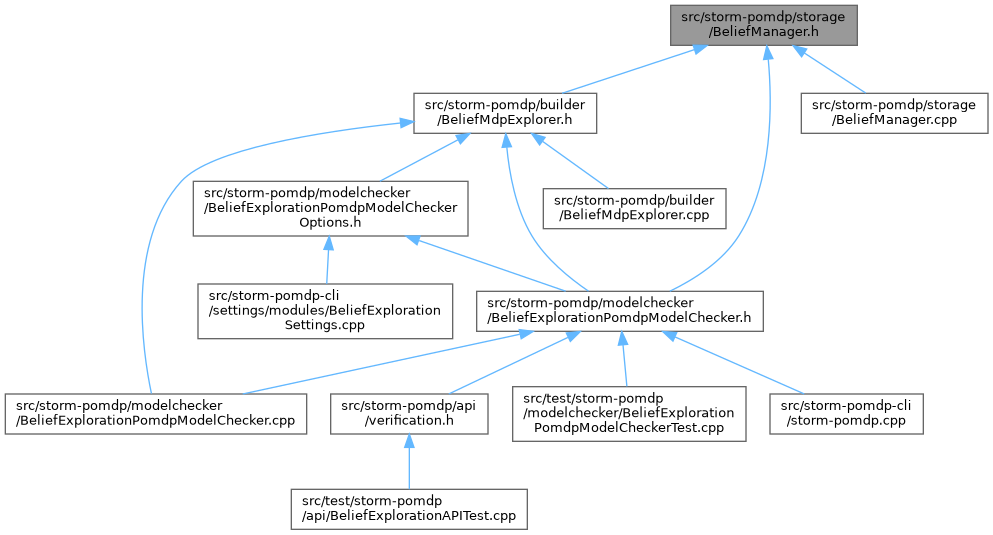 src/storm-pomdp/storage
/BeliefManager.h
src/storm-pomdp/builder
/BeliefMdpExplorer.h
src/storm-pomdp/storage
/BeliefManager.cpp
src/storm-pomdp/modelchecker
/BeliefExplorationPomdpModelChecker
Options.h
src/storm-pomdp/builder
/BeliefMdpExplorer.cpp
src/storm-pomdp-cli
/settings/modules/BeliefExploration
Settings.cpp
src/storm-pomdp/modelchecker
/BeliefExplorationPomdpModelChecker.h
src/storm-pomdp/modelchecker
/BeliefExplorationPomdpModelChecker.cpp
src/storm-pomdp/api
/verification.h
src/test/storm-pomdp
/modelchecker/BeliefExploration
PomdpModelCheckerTest.cpp
src/storm-pomdp-cli
/storm-pomdp.cpp
src/test/storm-pomdp
/api/BeliefExplorationAPITest.cpp